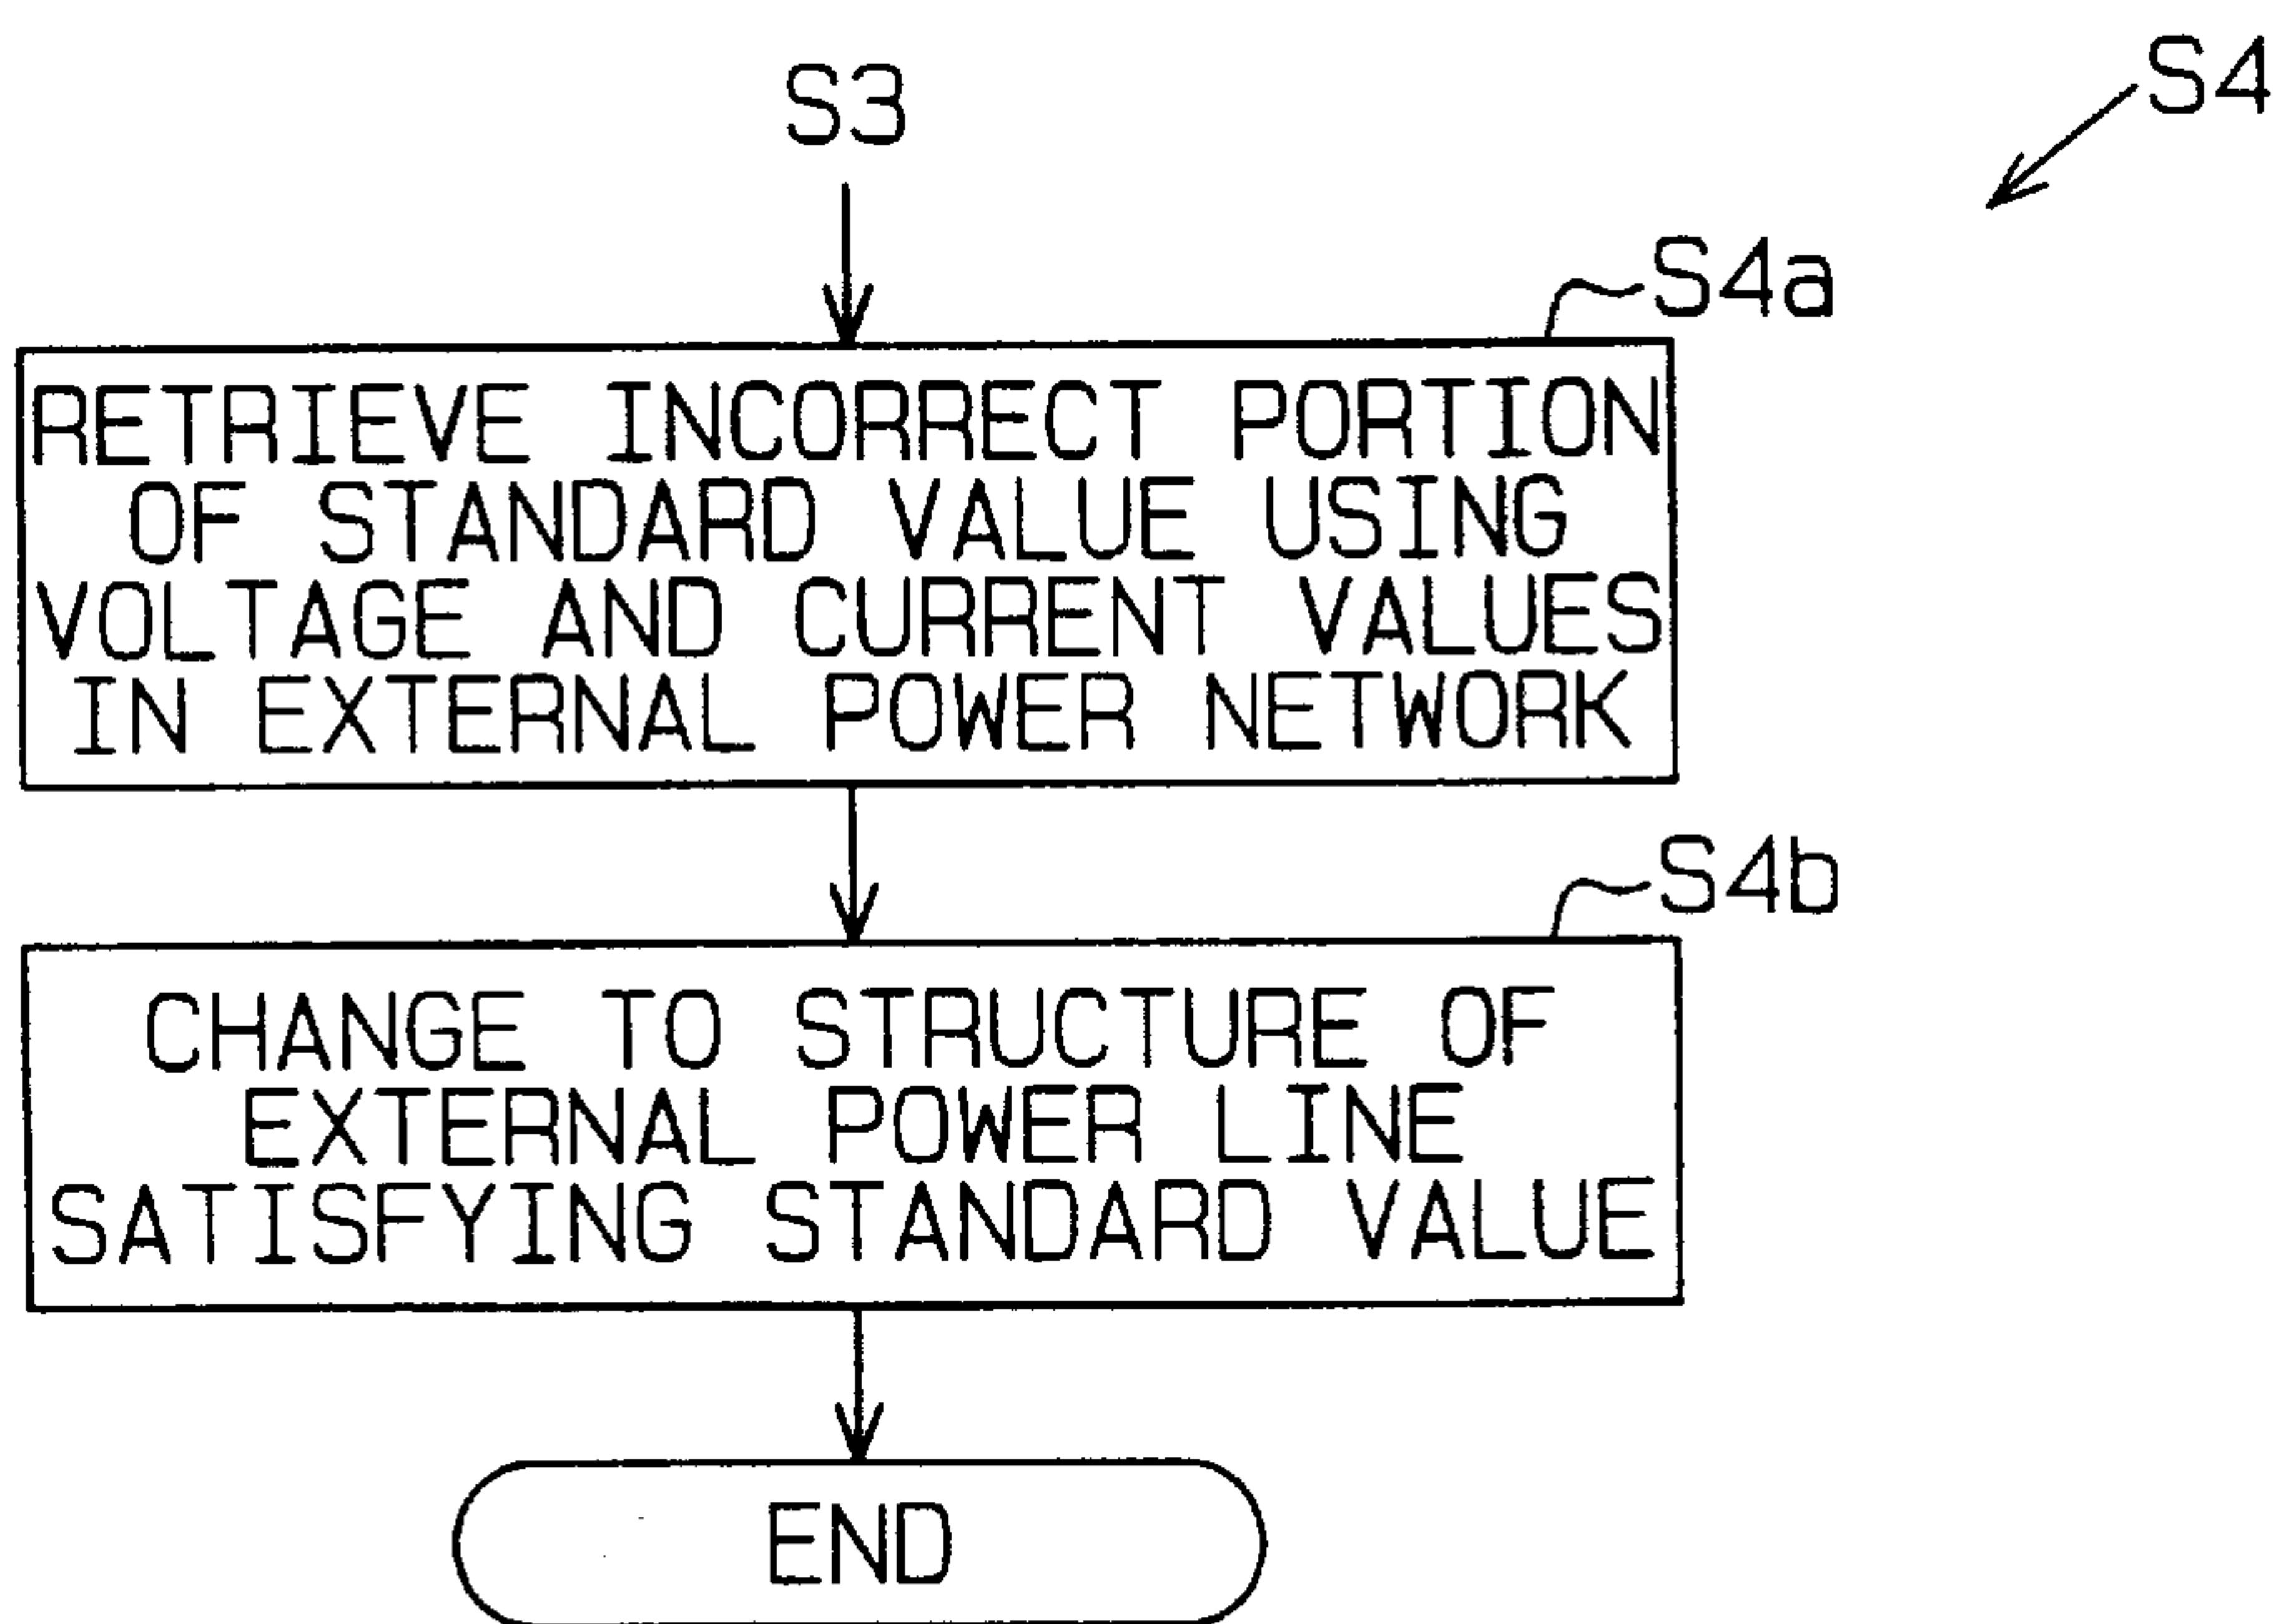 S4
S3
S4a
RETRIEVE INCORRECT PORTION
OF STANDARD VALUE USING
VOLTAGE AND CURRENT VALUES
IN EXTERNAL POWER NETWORK
S4b
CHANGE TO STRUCTURE OF
EXTERNAL POWER LINE
SATISFYING STANDARD VALUE
END